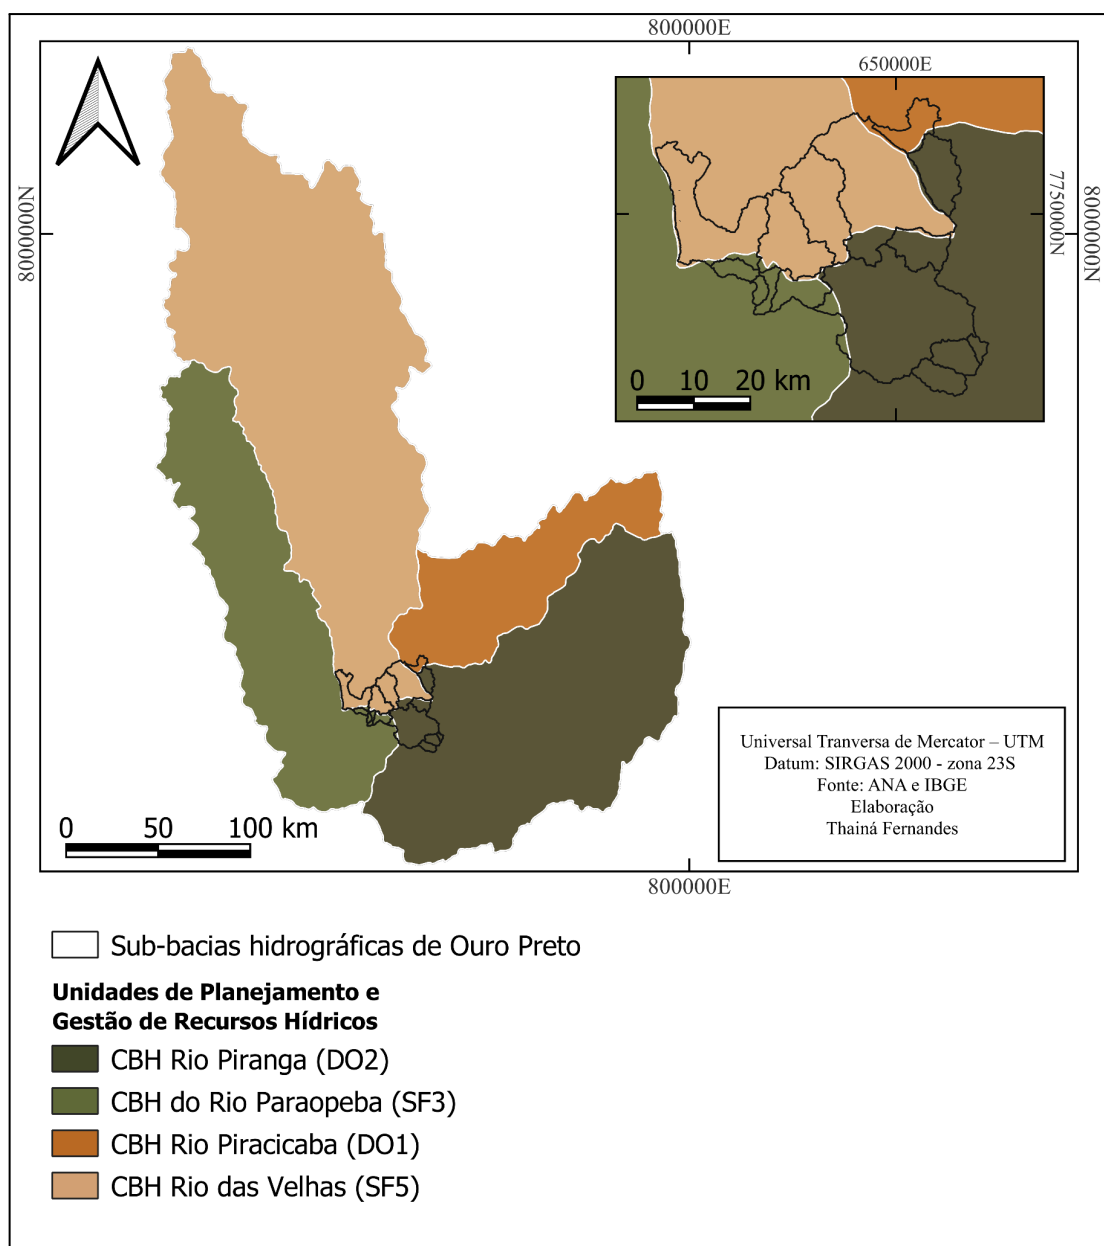 800000E
650000E
7750000N
8000000N
8000000N
0 10 20 km
Universal Tranversa de Mercator – UTM
Datum: SIRGAS 2000 - zona 23S
Fonte: ANA e IBGE
Elaboração
Thainá Fernandes
0 50 100 km
800000E
Sub-bacias hidrográficas de Ouro Preto
Unidades de Planejamento e
Gestão de Recursos Hídricos
CBH Rio Piranga (DO2)
CBH do Rio Paraopeba (SF3)
CBH Rio Piracicaba (DO1)
CBH Rio das Velhas (SF5)